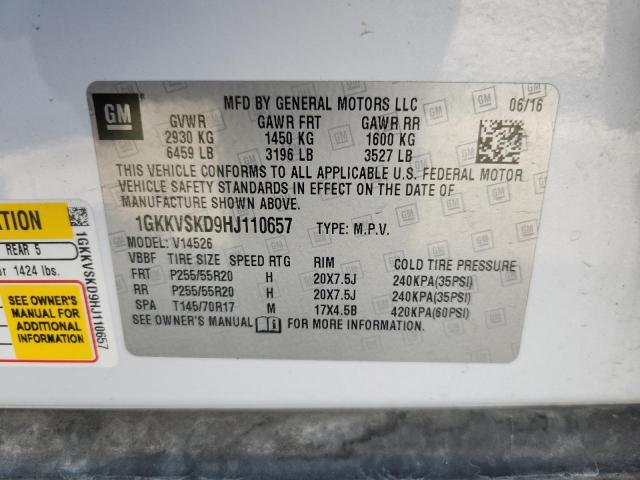 GM
MFD BY GENERAL MOTORS LLC 06/16
GVWR GAWR FRT GAWR RR
2930 KG 1450 KG 1600 KG
6459 LB 3196 LB 3527 LB
THIS VEHICLE CONFORMS TO ALL APPLICABLE U.S. FEDERAL MOTOR
VEHICLE SAFETY STANDARDS IN EFFECT ON THE DATE OF
MANUFACTURE SHOWN ABOVE.
1GKKVSKD9HJ110657 TYPE: M.P.V.
MODEL: V14526
VBBF TIRE SIZE SPEED RTG RIM COLD TIRE PRESSURE
FRT P255/55R20 H 20X7.5J 240KPA(35PSI)
RR P255/55R20 H 20X7.5J 240KPA(35PSI)
SPA T145/70R17 M 17X4.5B 420KPA(60PSI)
SEE OWNER'S MANUAL FOR MORE INFORMATION.
REAR 5
or 1424 lbs.
SEE OWNER'S
MANUAL FOR
ADDITIONAL
INFORMATION
1GKKVSKD9HJ110657